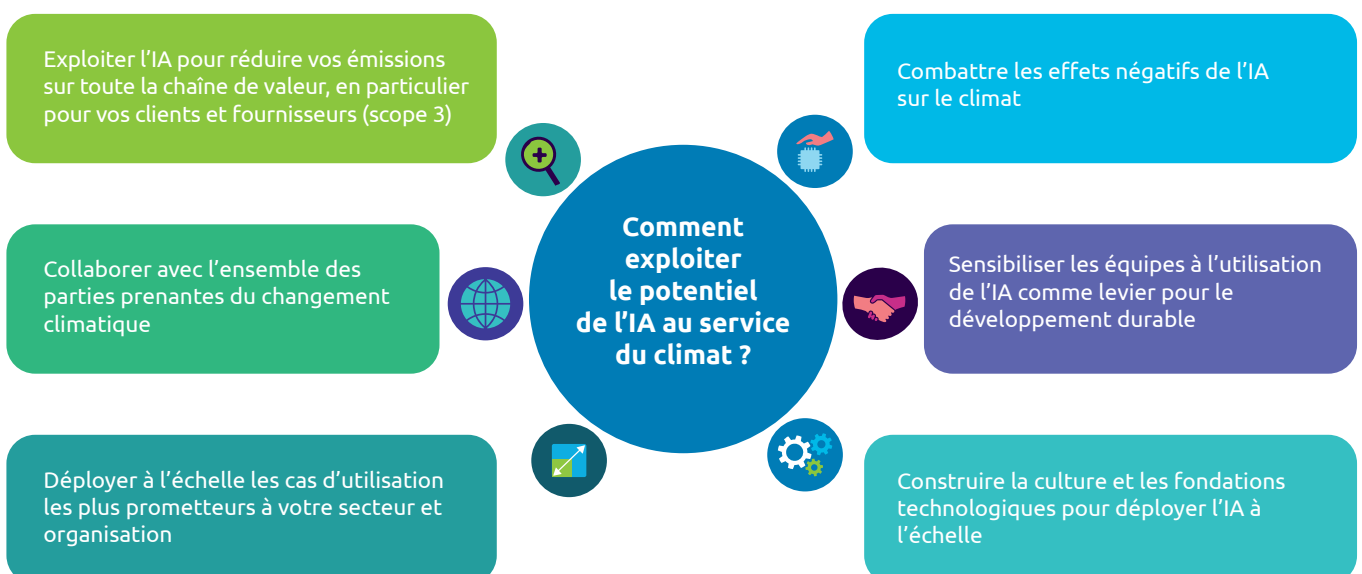 Exploiter l’IA pour réduire vos émissions
sur toute la chaîne de valeur, en particulier
pour vos clients et fournisseurs (scope 3)
Combattre les effets négatifs de l’IA
sur le climat
Collaborer avec l’ensemble des
parties prenantes du changement
climatique
Comment
exploiter
le potentiel
de l’IA au service
du climat ?
Sensibiliser les équipes à l’utilisation
de l’IA comme levier pour le
développement durable
Déployer à l’échelle les cas d’utilisation
les plus prometteurs à votre secteur et
organisation
Construire la culture et les fondations
technologiques pour déployer l’IA à
l’échelle